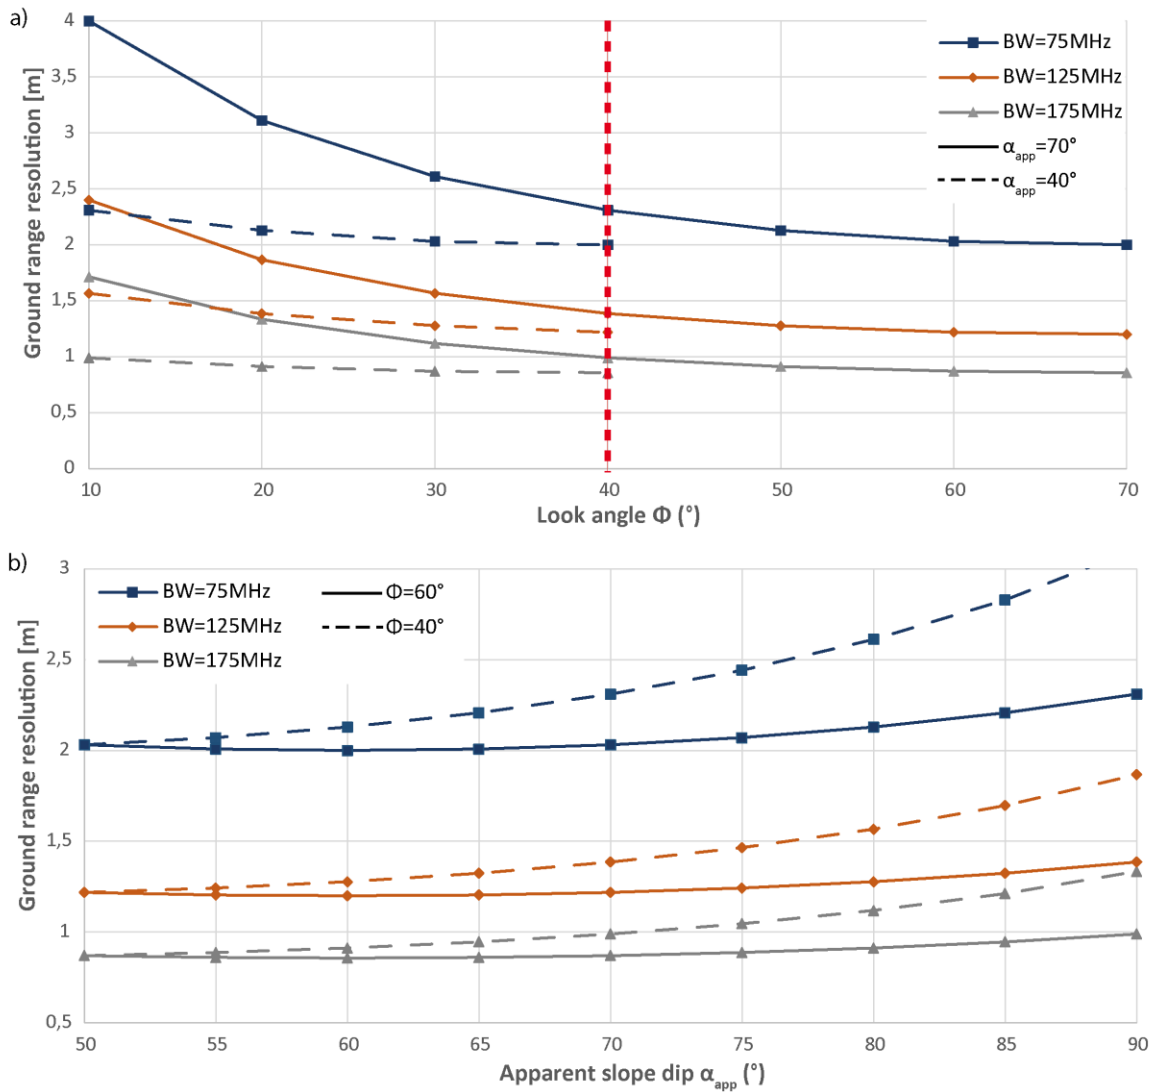 a)
Ground range resolution [m]
4
3,5
3
2,5
2
1,5
1
0,5
0
BW=75MHz
BW=125MHz
BW=175MHz
αapp=70°
αapp=40°
10 20 30 40 50 60 70
Look angle Φ (°)
b)
Ground range resolution [m]
3
2,5
2
1,5
1
0,5
BW=75MHz Φ=60°
BW=125MHz Φ=40°
BW=175MHz
50 55 60 65 70 75 80 85 90
Apparent slope dip αapp (°)